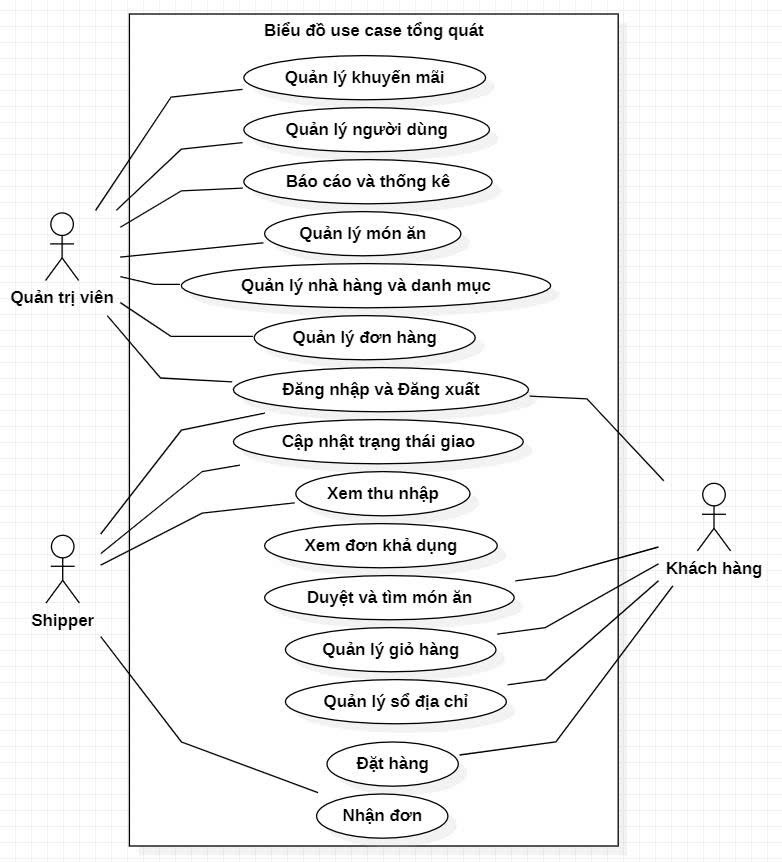 Biểu đồ use case tổng quát
Quản lý khuyến mãi
Quản lý người dùng
Báo cáo và thống kê
Quản lý món ăn
Quản lý nhà hàng và danh mục
Quản trị viên
Quản lý đơn hàng
Đăng nhập và Đăng xuất
Cập nhật trạng thái giao
Xem thu nhập
Xem đơn khả dụng
Khách hàng
Duyệt và tìm món ăn
Shipper
Quản lý giỏ hàng
Quản lý sổ địa chỉ
Đặt hàng
Nhận đơn